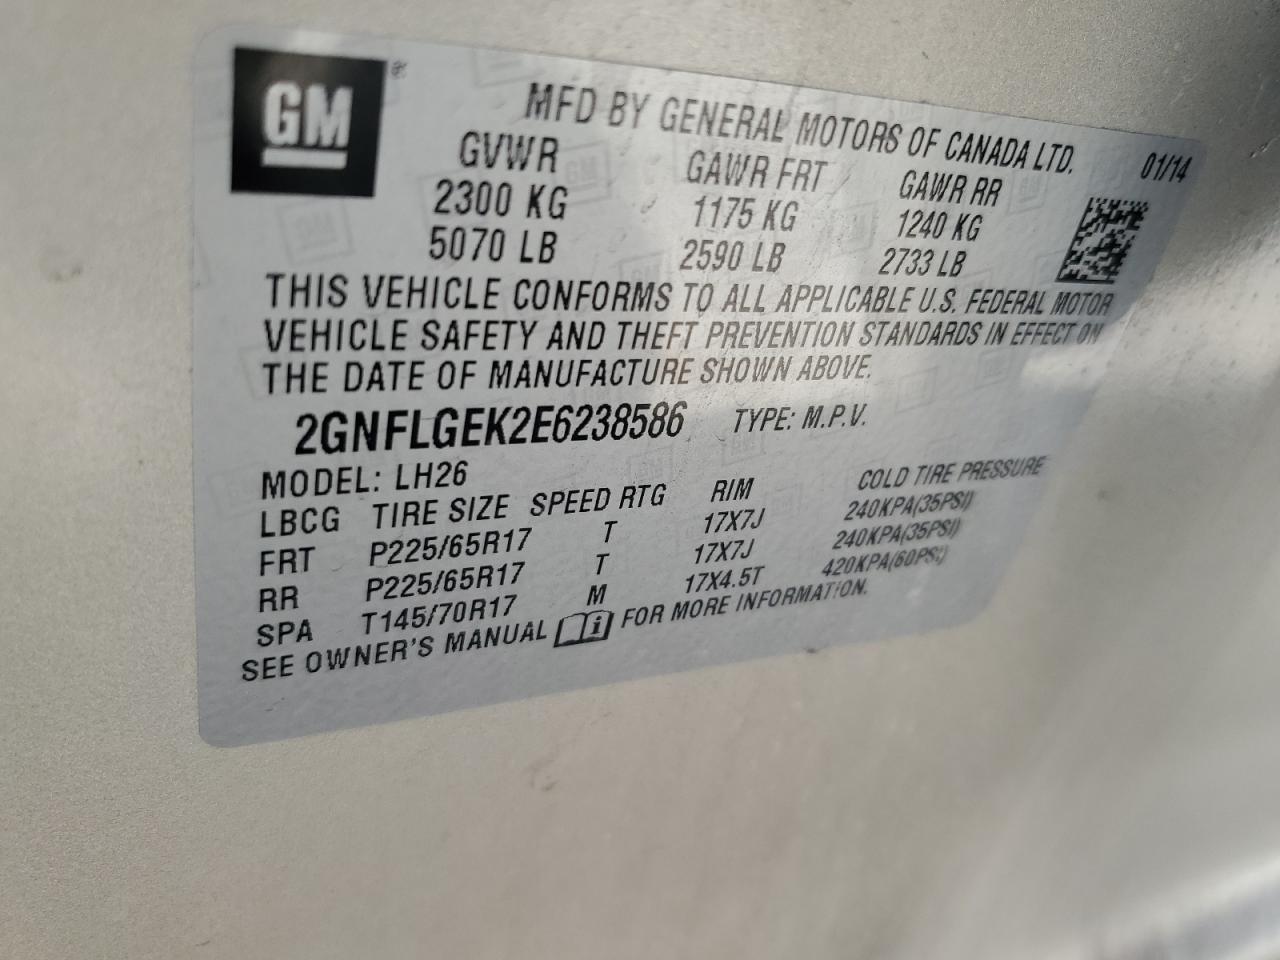 GM
MFD BY GENERAL MOTORS OF CANADA LTD. 01/14
GVWR GAWR FRT GAWR RR
2300 KG 1175 KG 1240 KG
5070 LB 2590 LB 2733 LB
THIS VEHICLE CONFORMS TO ALL APPLICABLE U.S. FEDERAL MOTOR
VEHICLE SAFETY AND THEFT PREVENTION STANDARDS IN EFFECT ON
THE DATE OF MANUFACTURE SHOWN ABOVE.
2GNFLGEK2E6238586 TYPE: M.P.V.
MODEL: LH26
LBCG TIRE SIZE SPEED RTG RIM COLD TIRE PRESSURE
FRT P225/65R17 T 17X7J 240KPA(35PSI)
RR P225/65R17 T 17X7J 240KPA(35PSI)
SPA T145/70R17 M 17X4.5T 420KPA(60PSI)
SEE OWNER'S MANUAL i FOR MORE INFORMATION.